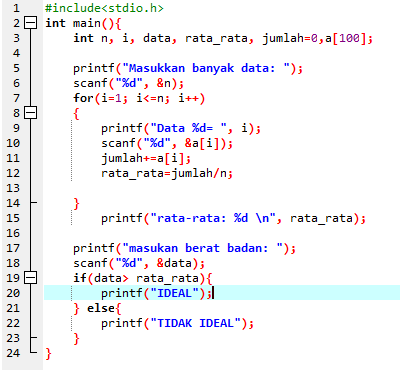 1 #include<stdio.h>
2 int main(){
3 int n, i, data, rata_rata, jumlah=0,a[100];
4
5 printf("Masukkan banyak data: ");
6 scanf("%d", &n);
7 for(i=1; i<=n; i++)
8 {
9 printf("Data %d= ", i);
10 scanf("%d", &a[i]);
11 jumlah+=a[i];
12 rata_rata=jumlah/n;
13
14 }
15 printf("rata-rata: %d \n", rata_rata);
16
17 printf("masukan berat badan: ");
18 scanf("%d", &data);
19 if(data> rata_rata){
20 printf("IDEAL");
21 } else{
22 printf("TIDAK IDEAL");
23 }
24 }